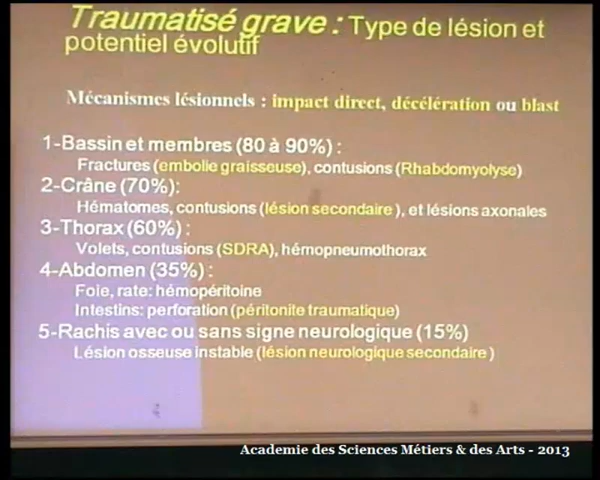 Traumatisé grave : Type de lésion et
potentiel évolutif
Mécanismes lésionnels : impact direct, décélération ou blast
1-Bassin et membres (80 à 90%) :
Fractures (embolie graisseuse), contusions (Rhabdomyolyse)
2-Crâne (70%):
Hématomes, contusions (lésion secondaire ), et lésions axonales
3-Thorax (60%) :
Volets, contusions (SDRA), hémopneumothorax
4-Abdomen (35%) :
Foie, rate: hémopéritoine
Intestins: perforation (péritonite traumatique)
5-Rachis avec ou sans signe neurologique (15%)
Lésion osseuse instable (lésion neurologique secondaire )
Academie des Sciences Métiers & des Arts - 2013